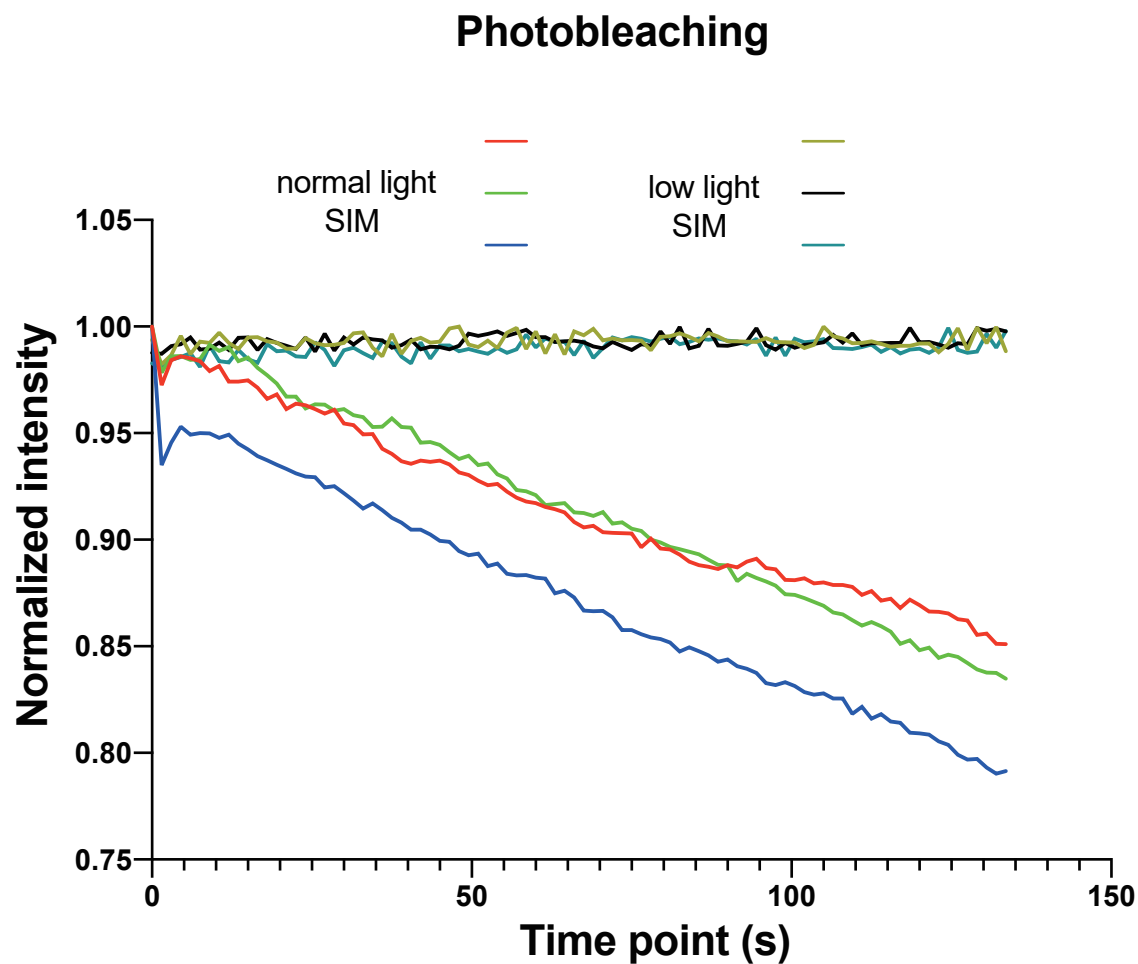 Photobleaching
normal light
SIM
low light
SIM
1.05
1.00
0.95
0.90
0.85
0.80
0.75
Normalized intensity
0
50
100
150
Time point (s)